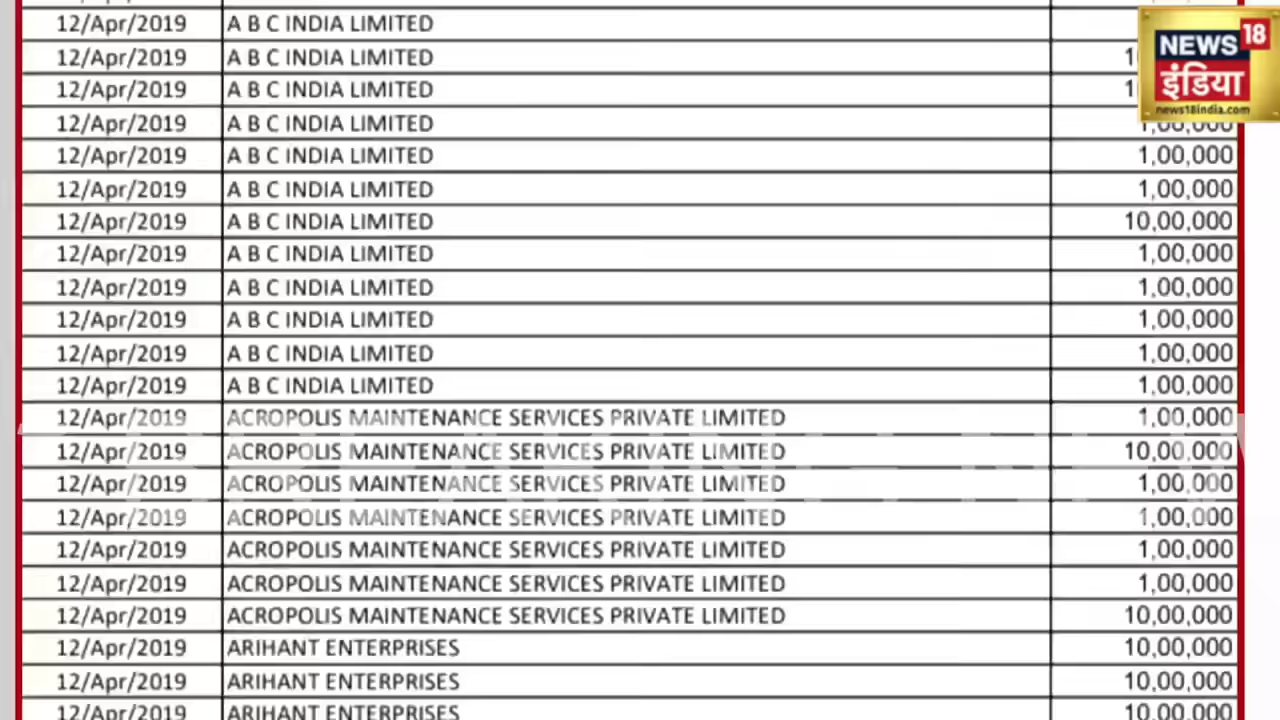 12/Apr/2019 A B C INDIA LIMITED
12/Apr/2019 A B C INDIA LIMITED
12/Apr/2019 A B C INDIA LIMITED
12/Apr/2019 A B C INDIA LIMITED 1,00,000
12/Apr/2019 A B C INDIA LIMITED 1,00,000
12/Apr/2019 A B C INDIA LIMITED 1,00,000
12/Apr/2019 A B C INDIA LIMITED 10,00,000
12/Apr/2019 A B C INDIA LIMITED 1,00,000
12/Apr/2019 A B C INDIA LIMITED 1,00,000
12/Apr/2019 A B C INDIA LIMITED 1,00,000
12/Apr/2019 A B C INDIA LIMITED 1,00,000
12/Apr/2019 A B C INDIA LIMITED 1,00,000
12/Apr/2019 ACROPOLIS MAINTENANCE SERVICES PRIVATE LIMITED 1,00,000
12/Apr/2019 ACROPOLIS MAINTENANCE SERVICES PRIVATE LIMITED 10,00,000
12/Apr/2019 ACROPOLIS MAINTENANCE SERVICES PRIVATE LIMITED 1,00,000
12/Apr/2019 ACROPOLIS MAINTENANCE SERVICES PRIVATE LIMITED 1,00,000
12/Apr/2019 ACROPOLIS MAINTENANCE SERVICES PRIVATE LIMITED 1,00,000
12/Apr/2019 ACROPOLIS MAINTENANCE SERVICES PRIVATE LIMITED 1,00,000
12/Apr/2019 ACROPOLIS MAINTENANCE SERVICES PRIVATE LIMITED 10,00,000
12/Apr/2019 ARIHANT ENTERPRISES 10,00,000
12/Apr/2019 ARIHANT ENTERPRISES 10,00,000
12/Apr/2019 ARIHANT ENTERPRISES 10,00,000
NEWS 18
इंडिया
news18india.com